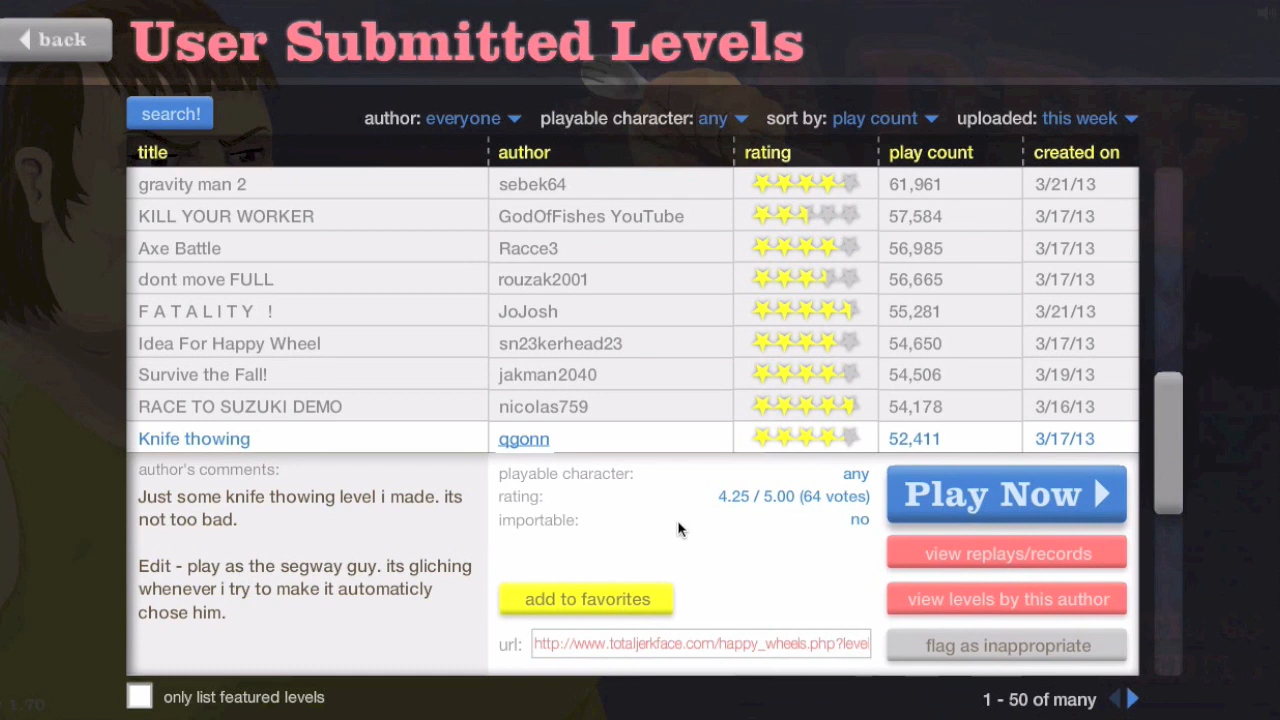 back
User Submitted Levels
search!
author: everyone playable character: any sort by: play count uploaded: this week
title author rating play count created on
gravity man 2 sebek64 61,961 3/21/13
KILL YOUR WORKER GodOfFishes YouTube 57,584 3/17/13
Axe Battle Racce3 56,985 3/17/13
dont move FULL rouzak2001 56,665 3/17/13
F A T A L I T Y ! JoJosh 55,281 3/21/13
Idea For Happy Wheel sn23kerhead23 54,650 3/17/13
Survive the Fall! jakman2040 54,506 3/19/13
RACE TO SUZUKI DEMO nicolas759 54,178 3/16/13
Knife thowing qgonn 52,411 3/17/13
author's comments:
Just some knife thowing level i made. its
not too bad.
Edit - play as the segway guy. its gliching
whenever i try to make it automaticly
chose him.
playable character: any
rating: 4.25 / 5.00 (64 votes)
importable: no
add to favorites
url: http://www.totaljerkface.com/happy_wheels.php?level
Play Now
view replays/records
view levels by this author
flag as inappropriate
only list featured levels
1 - 50 of many
1.70